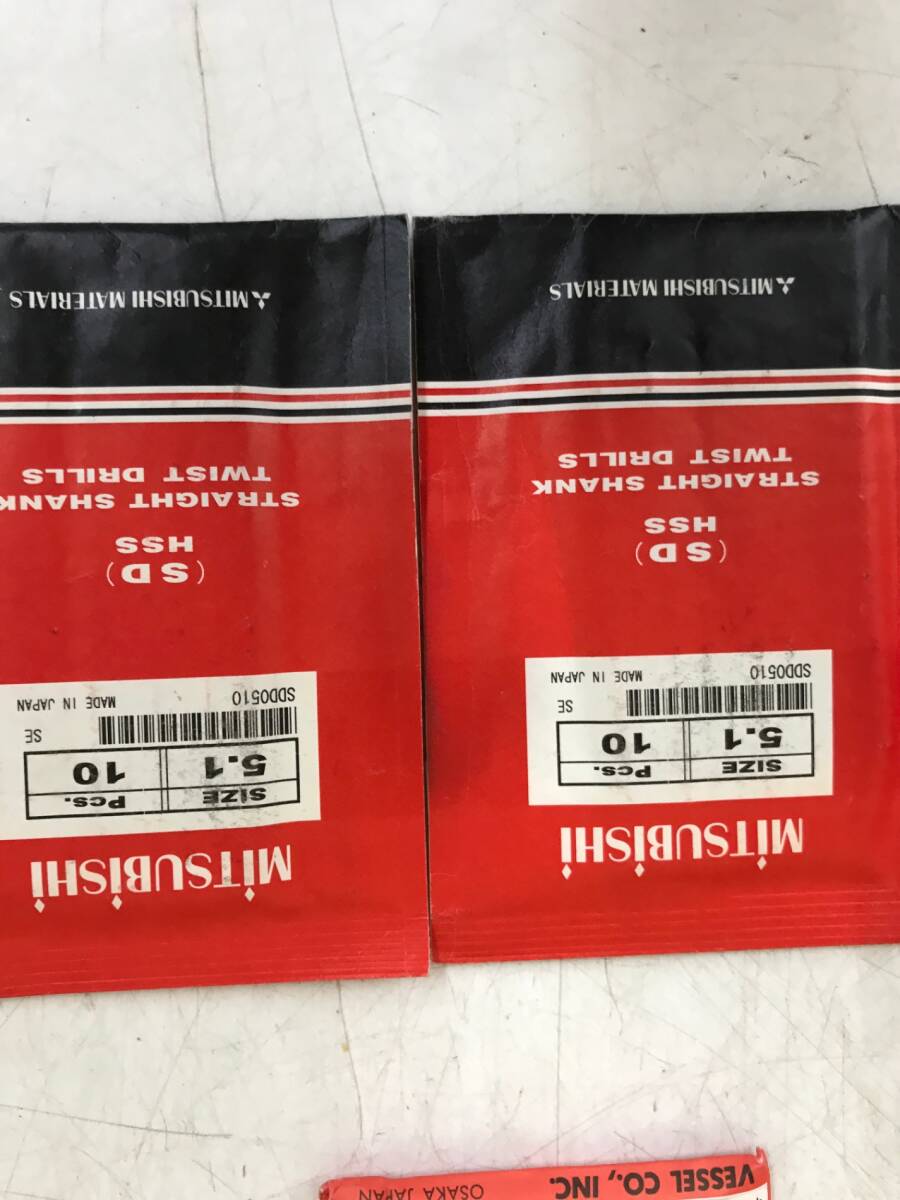 MITSUBISHI
SIZE Pcs.
5.1 10
SE
SDD0510 MADE IN JAPAN
(SD)
HSS
STRAIGHT SHANK
TWIST DRILLS
MITSUBISHI MATERIALS
MITSUBISHI
SIZE Pcs.
5.1 10
SE
SDD0510 MADE IN JAPAN
(SD)
HSS
STRAIGHT SHANK
TWIST DRILLS
MITSUBISHI MATERIALS
VESSEL CO., INC.
OSAKA JAPAN